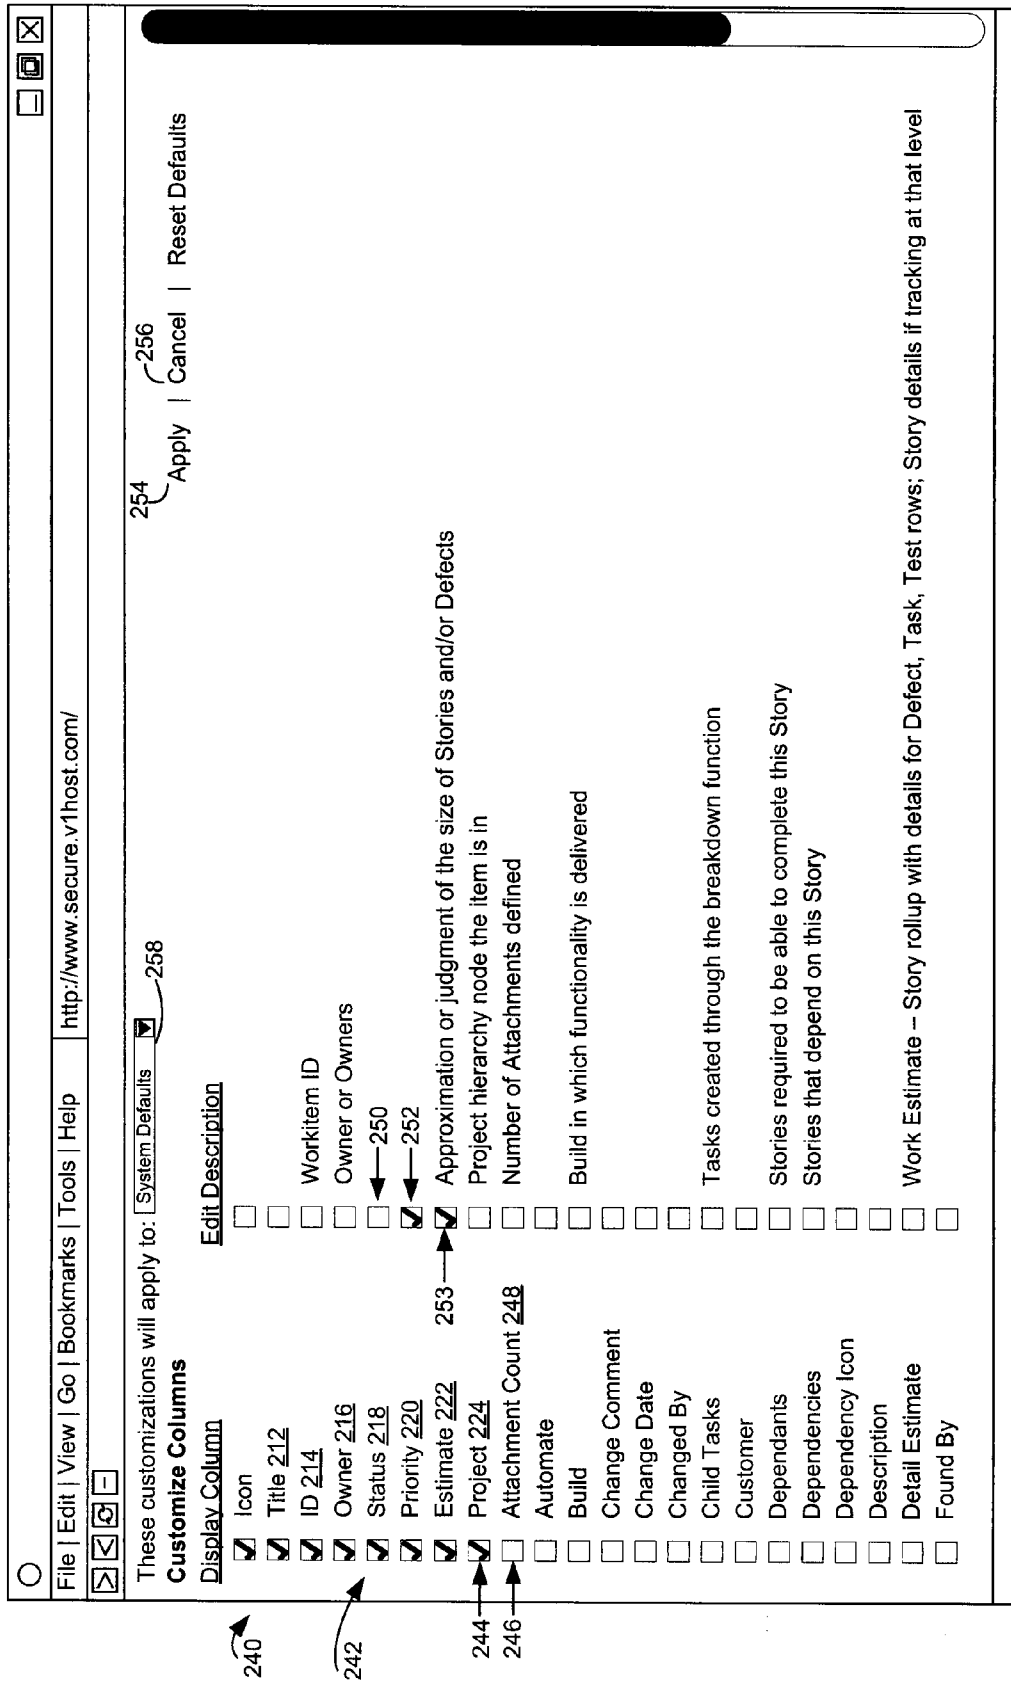 File | Edit | View | Go | Bookmarks | Tools | Help http://www.secure.v1host.com/
These customizations will apply to: System Defaults 258
254 256
Customize Columns Apply | Cancel | Reset Defaults
Display Column Edit Description
240
Icon
Title 212
ID 214 Workitem ID
Owner 216 Owner or Owners
242
Status 218 250
Priority 220 252
Estimate 222 253 Approximation or judgment of the size of Stories and/or Defects
244 Project 224 Project hierarchy node the item is in
246 Attachment Count 248 Number of Attachments defined
Automate
Build Build in which functionality is delivered
Change Comment
Change Date
Changed By
Child Tasks Tasks created through the breakdown function
Customer
Dependants Stories required to be able to complete this Story
Dependencies Stories that depend on this Story
Dependency Icon
Description
Detail Estimate Work Estimate – Story rollup with details for Defect, Task, Test rows; Story details if tracking at that level
Found By